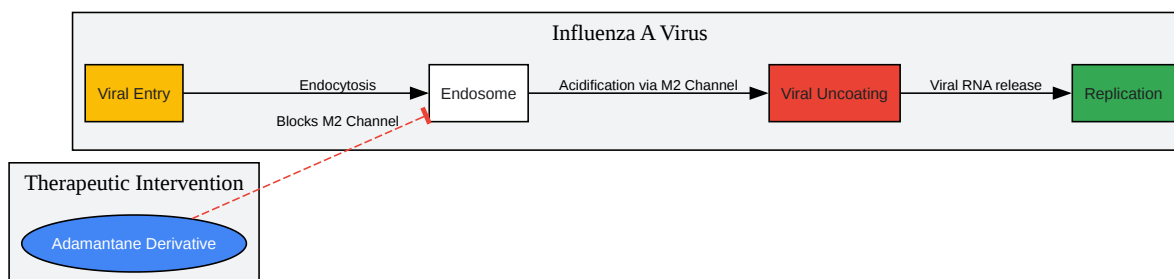 Influenza A Virus
Viral Entry
Endocytosis
Endosome
Acidification via M2 Channel
Viral Uncoating
Viral RNA release
Replication
Blocks M2 Channel
Therapeutic Intervention
Adamantane Derivative